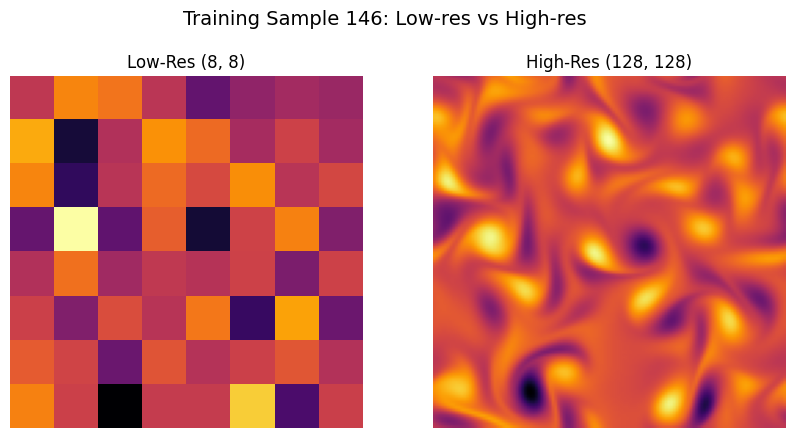 Training Sample 146: Low-res vs High-res
Low-Res (8, 8)
High-Res (128, 128)